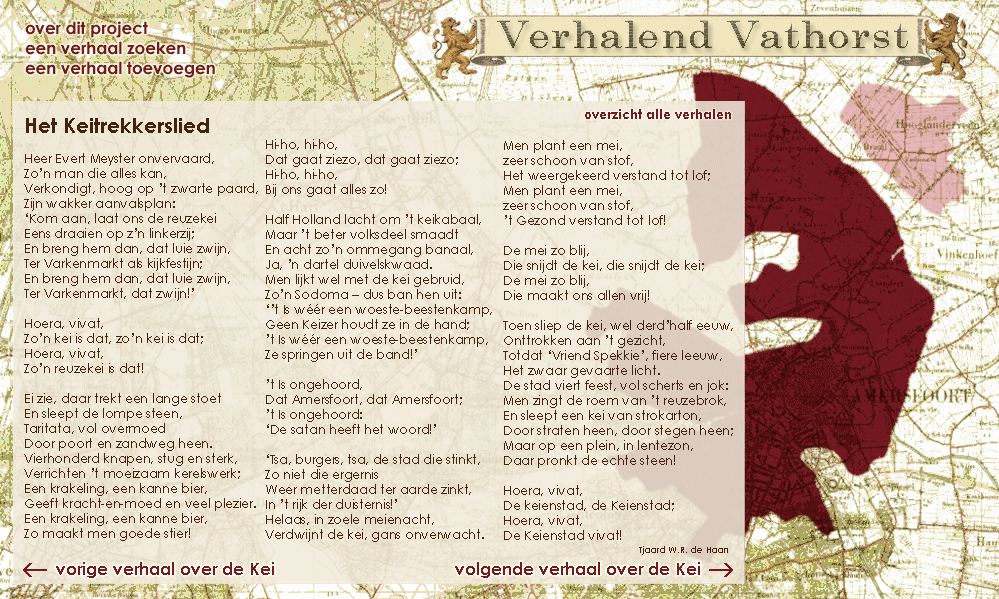 over dit project
een verhaal zoeken
een verhaal toevoegen
Verhalend Vathorst
overzicht alle verhalen
Het Keitrekkerslied
Heer Evert Meyster onvervaard,
Zo'n man die alles kan,
Verkondigt, hoog op 't zwarte paard,
Zijn wakker aanvalsplan:
'Kom aan, laat ons de reuzekei
Eens draaien op z'n linkerzij;
En breng hem dan, dat luie zwijn,
Ter Varkenmarkt als kijkfestijn;
En breng hem dan, dat luie zwijn,
Ter Varkenmarkt, dat zwijn!'
Hoera, vivat,
Zo'n kei is dat, zo'n kei is dat;
Hoera, vivat,
Zo'n reuzekei is dat!
Ei zie, daar trekt een lange stoet
En sleept de lompe steen,
Taritata, vol overmoed
Door poort en zandweg heen.
Vierhonderd knapen, stug en sterk,
Verrichten 't moeizaam kerelswerk;
Een krakeling, een kanne bier,
Geeft kracht-en-moed en veel plezier.
Een krakeling, een kanne bier,
Zo maakt men goede stier!
Hi-ho, hi-ho,
Dat gaat ziezo, dat gaat ziezo;
Hi-ho, hi-ho,
Bij ons gaat alles zo!
Half Holland lacht om 't keikabaal,
Maar 't beter volksdeel smaadt
En acht zo'n ommegang banaal,
Ja, 'n dartel duivelskwaad.
Men lijkt wel met de kei gebruid,
Zo'n Sodoma – dus ban hen uit:
''t Is wéér een woeste-beestenkamp,
Geen Keizer houdt ze in de hand;
't Is wéér een woeste-beestenkamp,
Ze springen uit de band!'
't Is ongehoord,
Dat Amersfoort, dat Amersfoort;
't Is ongehoord:
'De satan heeft het woord!'
'Tsa, burgers, tsa, de stad die stinkt,
Zo niet die ergernis
Weer metterdaad ter aarde zinkt,
In 't rijk der duisternis!'
Helaas, in zoele meienacht,
Verdwijnt de kei, gans onverwacht.
Men plant een mei,
zeer schoon van stof,
Het weergekeerd verstand tot lof;
Men plant een mei,
zeer schoon van stof,
't Gezond verstand tot lof!
De mei zo blij,
Die snijdt de kei, die snijdt de kei;
De mei zo blij,
Die maakt ons allen vrij!
Toen sliep de kei, wel derd'half eeuw,
Onttrokken aan 't gezicht,
Totdat 'Vriend Spekkie', fiere leeuw,
Het zwaar gevaarte licht.
De stad viert feest, vol scherts en jok:
Men zingt de roem van 't reuzebrok,
En sleept een kei van strokarton,
Door straten heen, door stegen heen;
Maar op een plein, in lentezon,
Daar pronkt de echte steen!
Hoera, vivat,
De keienstad, de Keienstad;
Hoera, vivat,
De Keienstad vivat!
Tjaard W.R. de Haan
← vorige verhaal over de Kei
volgende verhaal over de Kei →
AMERSFOORT
Vinkenhoef
Hooglanderveen
Zevenhuizen